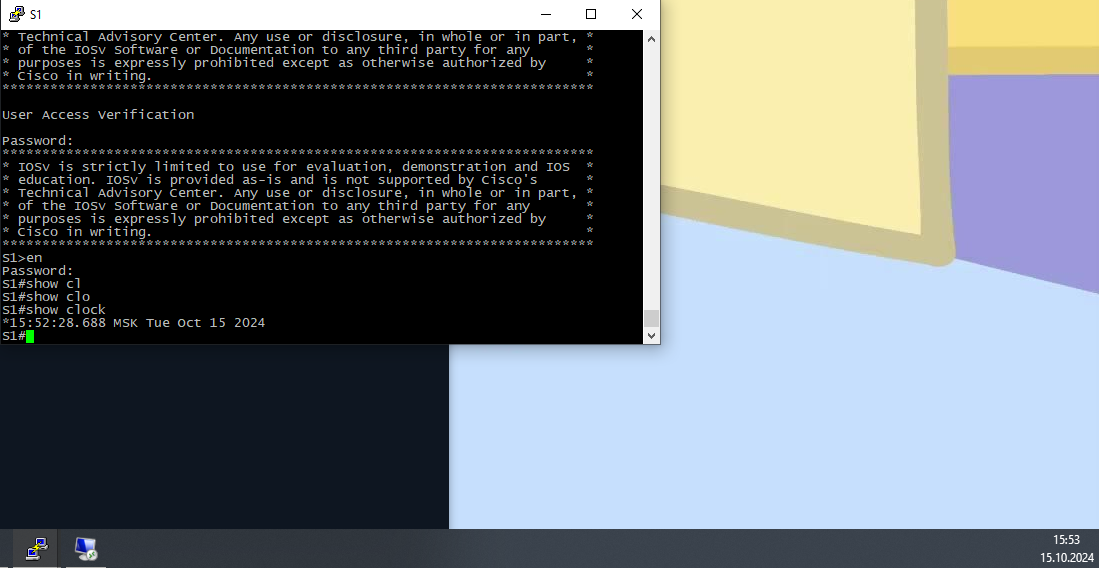 S1
* Technical Advisory Center. Any use or disclosure, in whole or in part, *
* of the IOSv Software or Documentation to any third party for any       *
* purposes is expressly prohibited except as otherwise authorized by     *
* Cisco in writing.                                                      *
**************************************************************************
User Access Verification
Password:
**************************************************************************
* IOSv is strictly limited to use for evaluation, demonstration and IOS  *
* education. IOSv is provided as-is and is not supported by Cisco's      *
* Technical Advisory Center. Any use or disclosure, in whole or in part, *
* of the IOSv Software or Documentation to any third party for any       *
* purposes is expressly prohibited except as otherwise authorized by     *
* Cisco in writing.                                                      *
**************************************************************************
S1>en
Password:
S1#show cl
S1#show clo
S1#show clock
*15:52:28.688 MSK Tue Oct 15 2024
S1#
15:53
15.10.2024